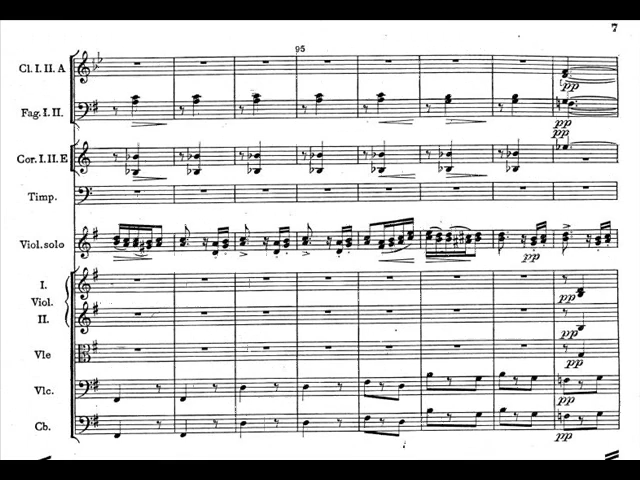 7
95
Cl. I. II. A
Fag. I. II.
pp
pp
pp
Cor. I. II. E
Timp.
Viol. solo
pp
I.
Viol.
II.
pp
pp
Vle
pp
Vlc.
pp
Cb.
pp